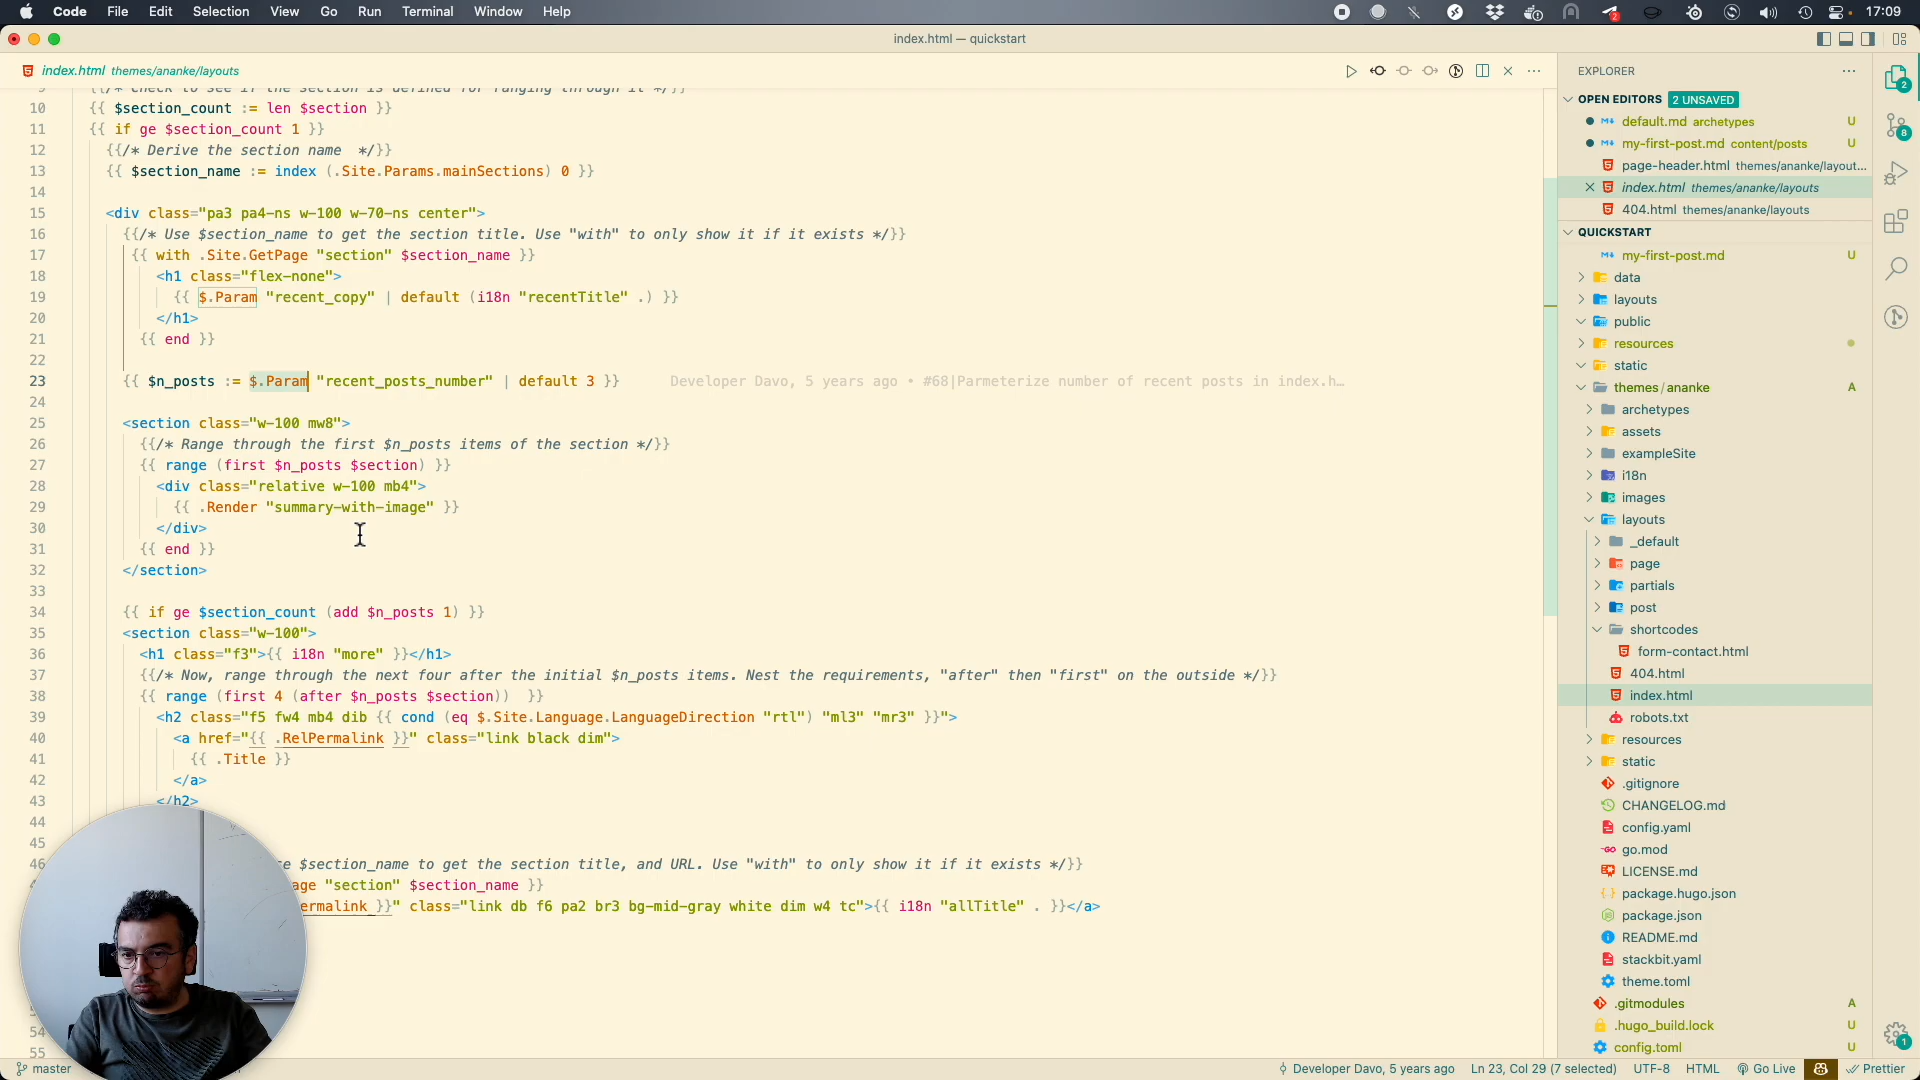 Code File Edit Selection View Go Run Terminal Window Help
2
17:09
index.html — quickstart
index.html themes/ananke/layouts
9 {{/* Check to see if the section is defined for ranging through it */}}
10 {{ $section_count := len $section }}
11 {{ if ge $section_count 1 }}
12 {{/* Derive the section name  */}}
13 {{ $section_name := index (.Site.Params.mainSections) 0 }}
14
15 <div class="pa3 pa4-ns w-100 w-70-ns center">
16 {{/* Use $section_name to get the section title. Use "with" to only show it if it exists */}}
17 {{ with .Site.GetPage "section" $section_name }}
18 <h1 class="flex-none">
19 {{ $.Param "recent_copy" | default (i18n "recentTitle" .) }}
20 </h1>
21 {{ end }}
22
23 {{ $n_posts := $.Param "recent_posts_number" | default 3 }} Developer Davo, 5 years ago • #68|Parmeterize number of recent posts in index.h…
24
25 <section class="w-100 mw8">
26 {{/* Range through the first $n_posts items of the section */}}
27 {{ range (first $n_posts $section) }}
28 <div class="relative w-100 mb4">
29 {{ .Render "summary-with-image" }}
30 </div>
31 {{ end }}
32 </section>
33
34 {{ if ge $section_count (add $n_posts 1) }}
35 <section class="w-100">
36 <h1 class="f3">{{ i18n "more" }}</h1>
37 {{/* Now, range through the next four after the initial $n_posts items. Nest the requirements, "after" then "first" on the outside */}}
38 {{ range (first 4 (after $n_posts $section))  }}
39 <h2 class="f5 fw4 mb4 dib {{ cond (eq $.Site.Language.LanguageDirection "rtl") "ml3" "mr3" }}">
40 <a href="{{ .RelPermalink }}" class="link black dim">
41 {{ .Title }}
42 </a>
43 </h2>
44
45
46 $section_name to get the section title, and URL. Use "with" to only show it if it exists */}}
"section" $section_name }}
}}" class="link db f6 pa2 br3 bg-mid-gray white dim w4 tc">{{ i18n "allTitle" . }}</a>
54
55
EXPLORER
OPEN EDITORS 2 UNSAVED
default.md archetypes U
my-first-post.md content/posts U
page-header.html themes/ananke/layout...
index.html themes/ananke/layouts
404.html themes/ananke/layouts
QUICKSTART
my-first-post.md U
data
layouts
public
resources
static
themes / ananke A
archetypes
assets
exampleSite
i18n
images
layouts
_default
page
partials
post
shortcodes
form-contact.html
404.html
index.html
robots.txt
resources
static
.gitignore
CHANGELOG.md
config.yaml
go.mod
LICENSE.md
package.hugo.json
package.json
README.md
stackbit.yaml
theme.toml
.gitmodules A
.hugo_build.lock U
config.toml U
2
8
1
master
Developer Davo, 5 years ago Ln 23, Col 29 (7 selected) UTF-8 HTML Go Live Prettier